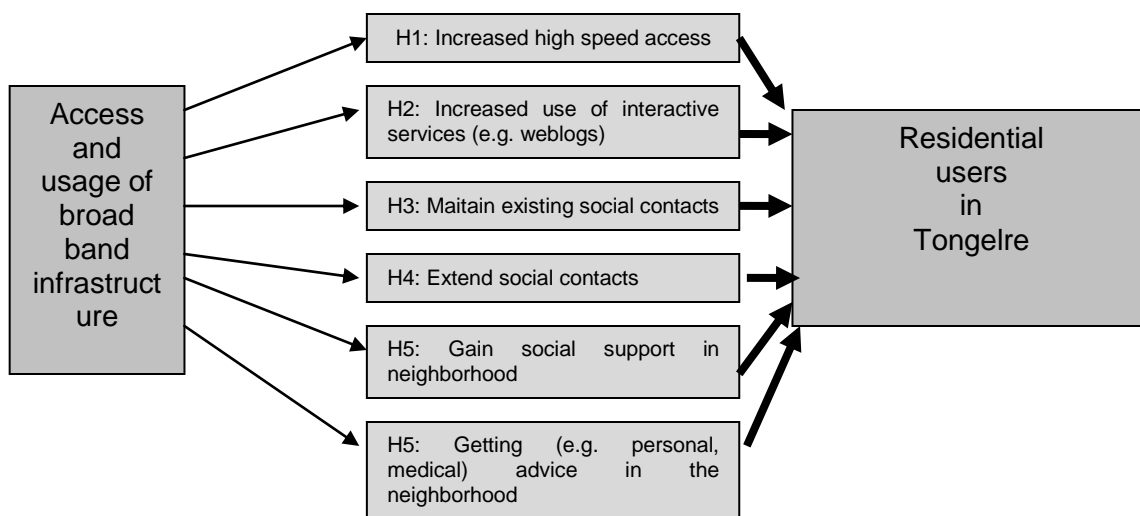 Access
and
usage of
broad
band
infrastruct
ure
H1: Increased high speed access
H2: Increased use of interactive
services (e.g. weblogs)
H3: Maitain existing social contacts
H4: Extend social contacts
H5: Gain social support in
neighborhood
H5: Getting (e.g. personal,
medical) advice in the
neighborhood
Residential
users
in
Tongelre